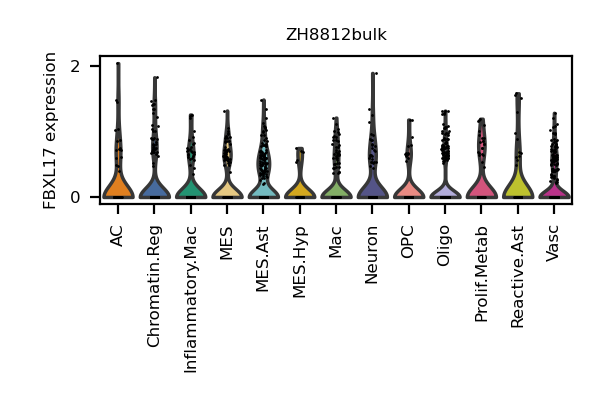 ZH8812bulk
FBXL17 expression
2
0
AC
Chromatin.Reg
Inflammatory.Mac
MES
MES.Ast
MES.Hyp
Mac
Neuron
OPC
Oligo
Prolif.Metab
Reactive.Ast
Vasc